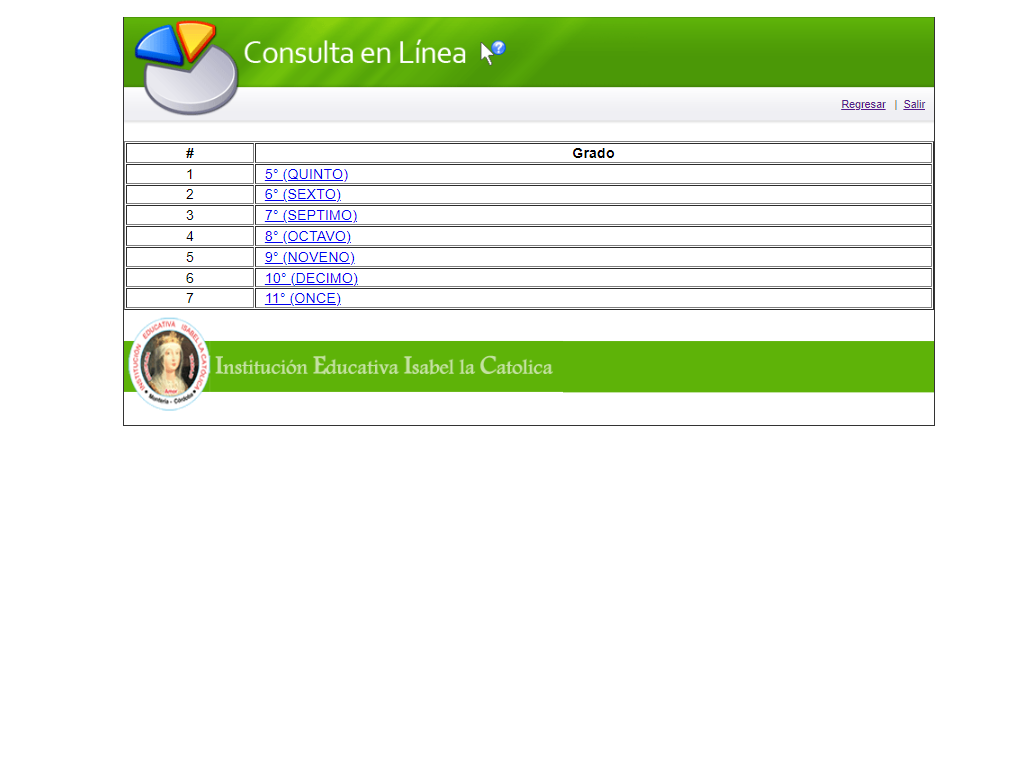 Consulta en Línea
Regresar | Salir
# Grado
1 5° (QUINTO)
2 6° (SEXTO)
3 7° (SEPTIMO)
4 8° (OCTAVO)
5 9° (NOVENO)
6 10° (DECIMO)
7 11° (ONCE)
INSTITUCIÓN EDUCATIVA ISABEL LA CATOLICA
Montería - Córdoba
Institución Educativa Isabel la Catolica